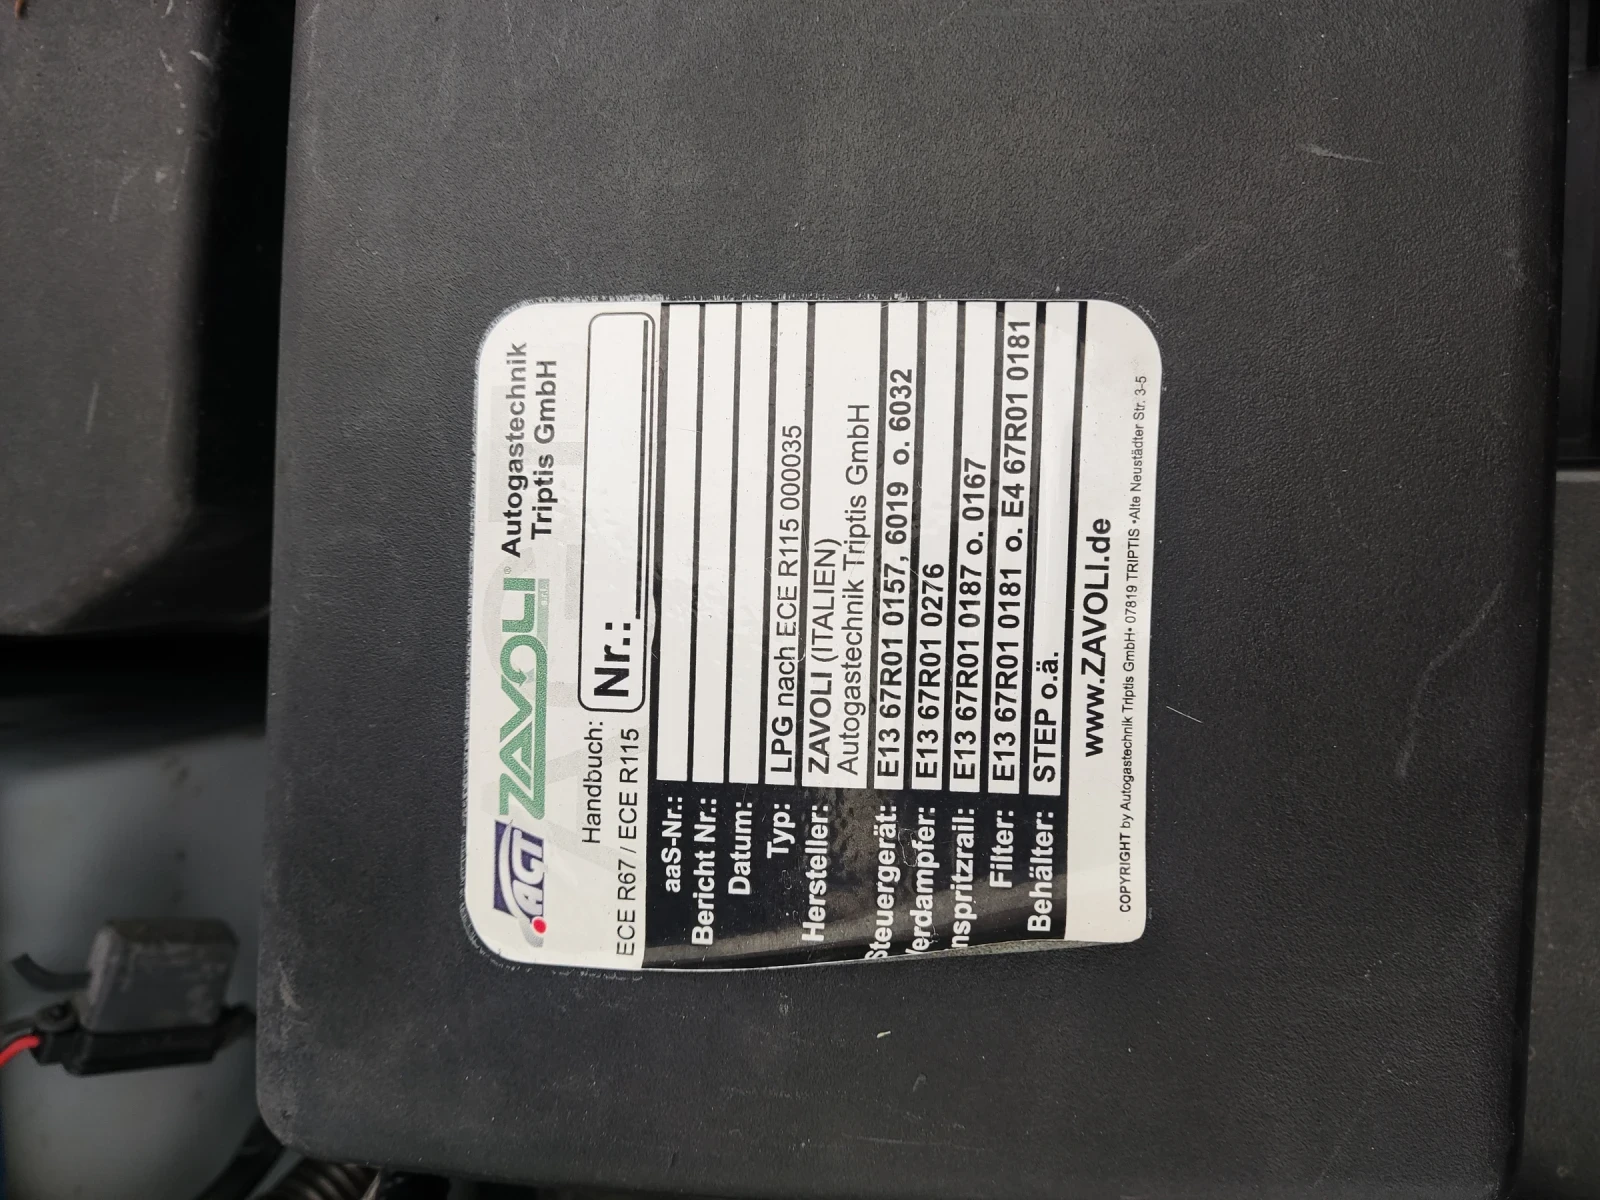 AGT ZAVOLI® Autogastechnik
Triptis GmbH
Handbuch:
ECE R67 / ECE R115
Nr.:
aaS-Nr.:
Bericht Nr.:
Datum:
Typ: LPG nach ECE R115 000035
Hersteller: ZAVOLI (ITALIEN)
Autogastechnik Triptis GmbH
Steuergerät: E13 67R01 0157, 6019 o. 6032
Verdampfer: E13 67R01 0276
nspritzrail: E13 67R01 0187 o. 0167
Filter: E13 67R01 0181 o. E4 67R01 0181
Behälter: STEP o.ä.
www.ZAVOLI.de
COPYRIGHT by Autogastechnik Triptis GmbH• 07819 TRIPTIS •Alte Neustädter Str. 3-5